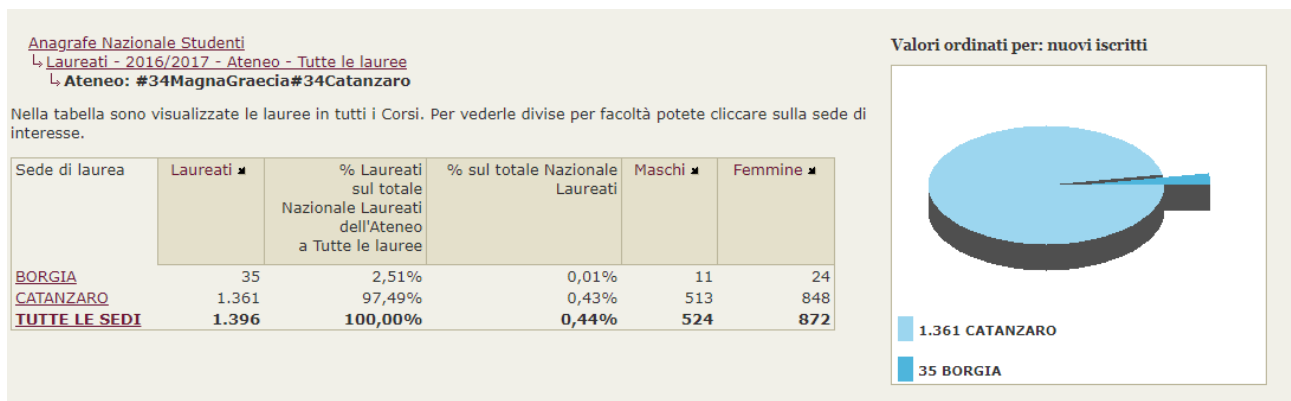 Anagrafe Nazionale Studenti
↳ Laureati - 2016/2017 - Ateneo - Tutte le lauree
↳ Ateneo: #34MagnaGraecia#34Catanzaro
Nella tabella sono visualizzate le lauree in tutti i Corsi. Per vederle divise per facoltà potete cliccare sulla sede di
interesse.
Sede di laurea Laureati % Laureati % sul totale Nazionale Maschi Femmine
sul totale Laureati
Nazionale Laureati
dell'Ateneo
a Tutte le lauree
BORGIA 35 2,51% 0,01% 11 24
CATANZARO 1.361 97,49% 0,43% 513 848
TUTTE LE SEDI 1.396 100,00% 0,44% 524 872
Valori ordinati per: nuovi iscritti
1.361 CATANZARO
35 BORGIA